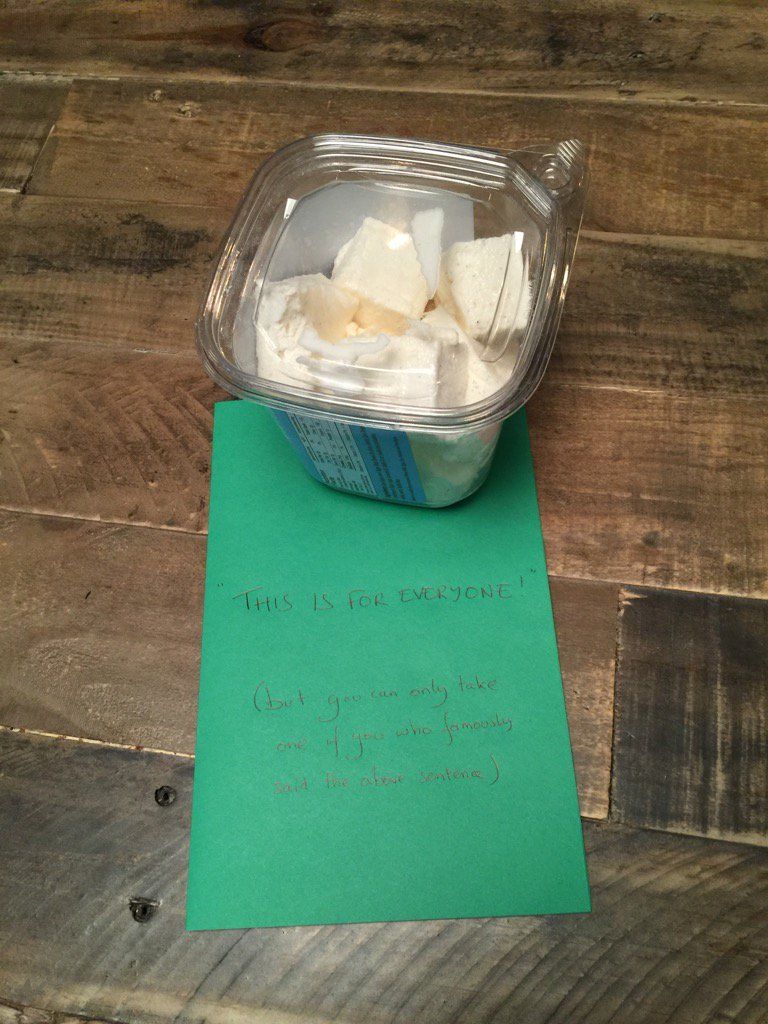 "THIS IS FOR EVERYONE!"
(but you can only take
one if you who famously
said the above sentence)